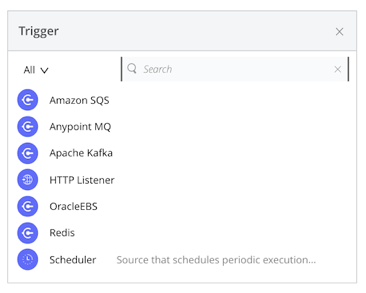 Trigger
All
Search
Amazon SQS
Anypoint MQ
Apache Kafka
HTTP Listener
OracleEBS
Redis
Scheduler Source that schedules periodic execution...